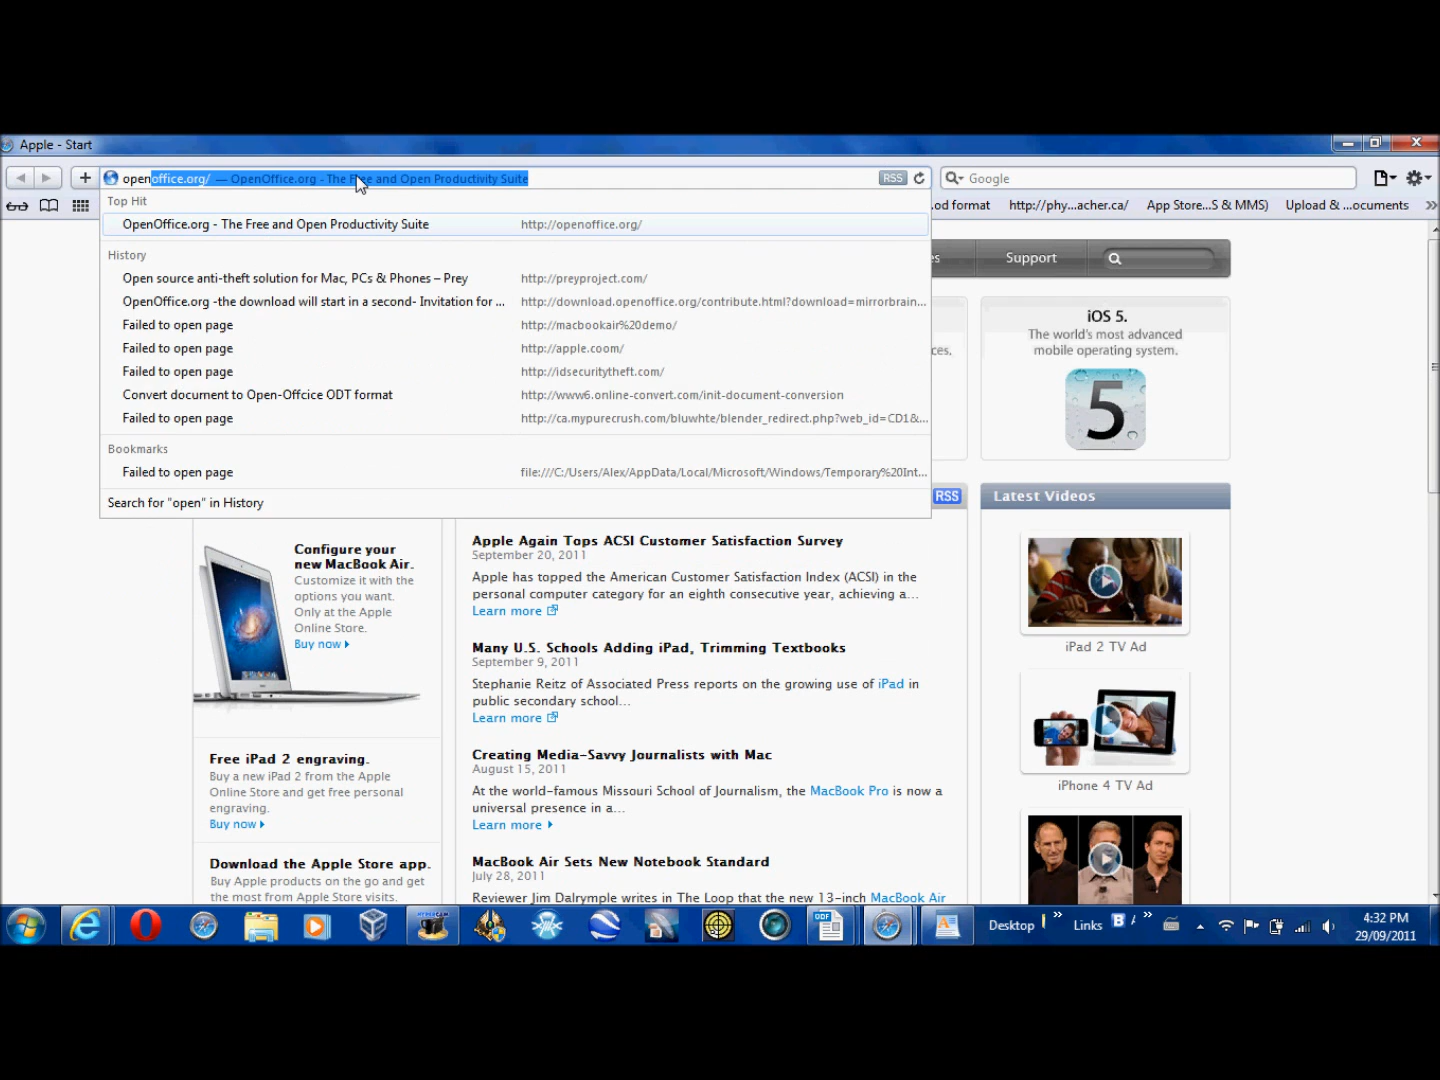 Apple - Start
openoffice.org/ — OpenOffice.org - The Free and Open Productivity Suite
RSS
Google
.od format
http://phy...acher.ca/
App Store...S & MMS)
Upload & ...ocuments
Top Hit
OpenOffice.org - The Free and Open Productivity Suite http://openoffice.org/
History
Open source anti-theft solution for Mac, PCs & Phones – Prey http://preyproject.com/
OpenOffice.org -the download will start in a second- Invitation for ... http://download.openoffice.org/contribute.html?download=mirrorbrain...
Failed to open page http://macbookair%20demo/
Failed to open page http://apple.coom/
Failed to open page http://idsecuritytheft.com/
Convert document to Open-Offcice ODT format http://www6.online-convert.com/init-document-conversion
Failed to open page http://ca.mypurecrush.com/bluwhte/blender_redirect.php?web_id=CD1&...
Bookmarks
Failed to open page file:///C:/Users/Alex/AppData/Local/Microsoft/Windows/Temporary%20Int...
Search for "open" in History
es
Support
ces.
iOS 5.
The world's most advanced
mobile operating system.
5
RSS
Latest Videos
Configure your
new MacBook Air.
Customize it with the
options you want.
Only at the Apple
Online Store.
Buy now
Free iPad 2 engraving.
Buy a new iPad 2 from the Apple
Online Store and get free personal
engraving.
Buy now
Download the Apple Store app.
Buy Apple products on the go and get
the most from Apple Store visits.
Apple Again Tops ACSI Customer Satisfaction Survey
September 20, 2011
Apple has topped the American Customer Satisfaction Index (ACSI) in the
personal computer category for an eighth consecutive year, achieving a...
Learn more
Many U.S. Schools Adding iPad, Trimming Textbooks
September 9, 2011
Stephanie Reitz of Associated Press reports on the growing use of iPad in
public secondary school...
Learn more
Creating Media-Savvy Journalists with Mac
August 15, 2011
At the world-famous Missouri School of Journalism, the MacBook Pro is now a
universal presence in a...
Learn more
MacBook Air Sets New Notebook Standard
July 28, 2011
Reviewer Jim Dalrymple writes in The Loop that the new 13-inch MacBook Air
iPad 2 TV Ad
iPhone 4 TV Ad
ODF
Desktop
Links
B
4:32 PM
29/09/2011